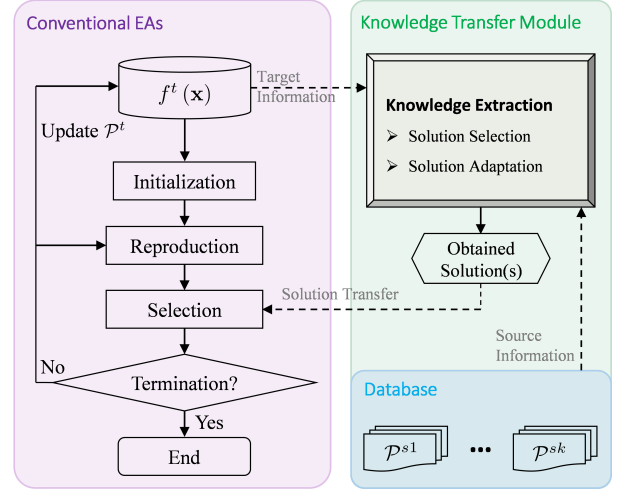 Conventional EAs
f^t (x)
Update P^t
Initialization
Reproduction
Selection
No
Termination?
Yes
End
Target
Information
Solution Transfer
Knowledge Transfer Module
Knowledge Extraction
➢ Solution Selection
➢ Solution Adaptation
Obtained
Solution(s)
Source
Information
Database
P^{s1}
•••
P^{sk}